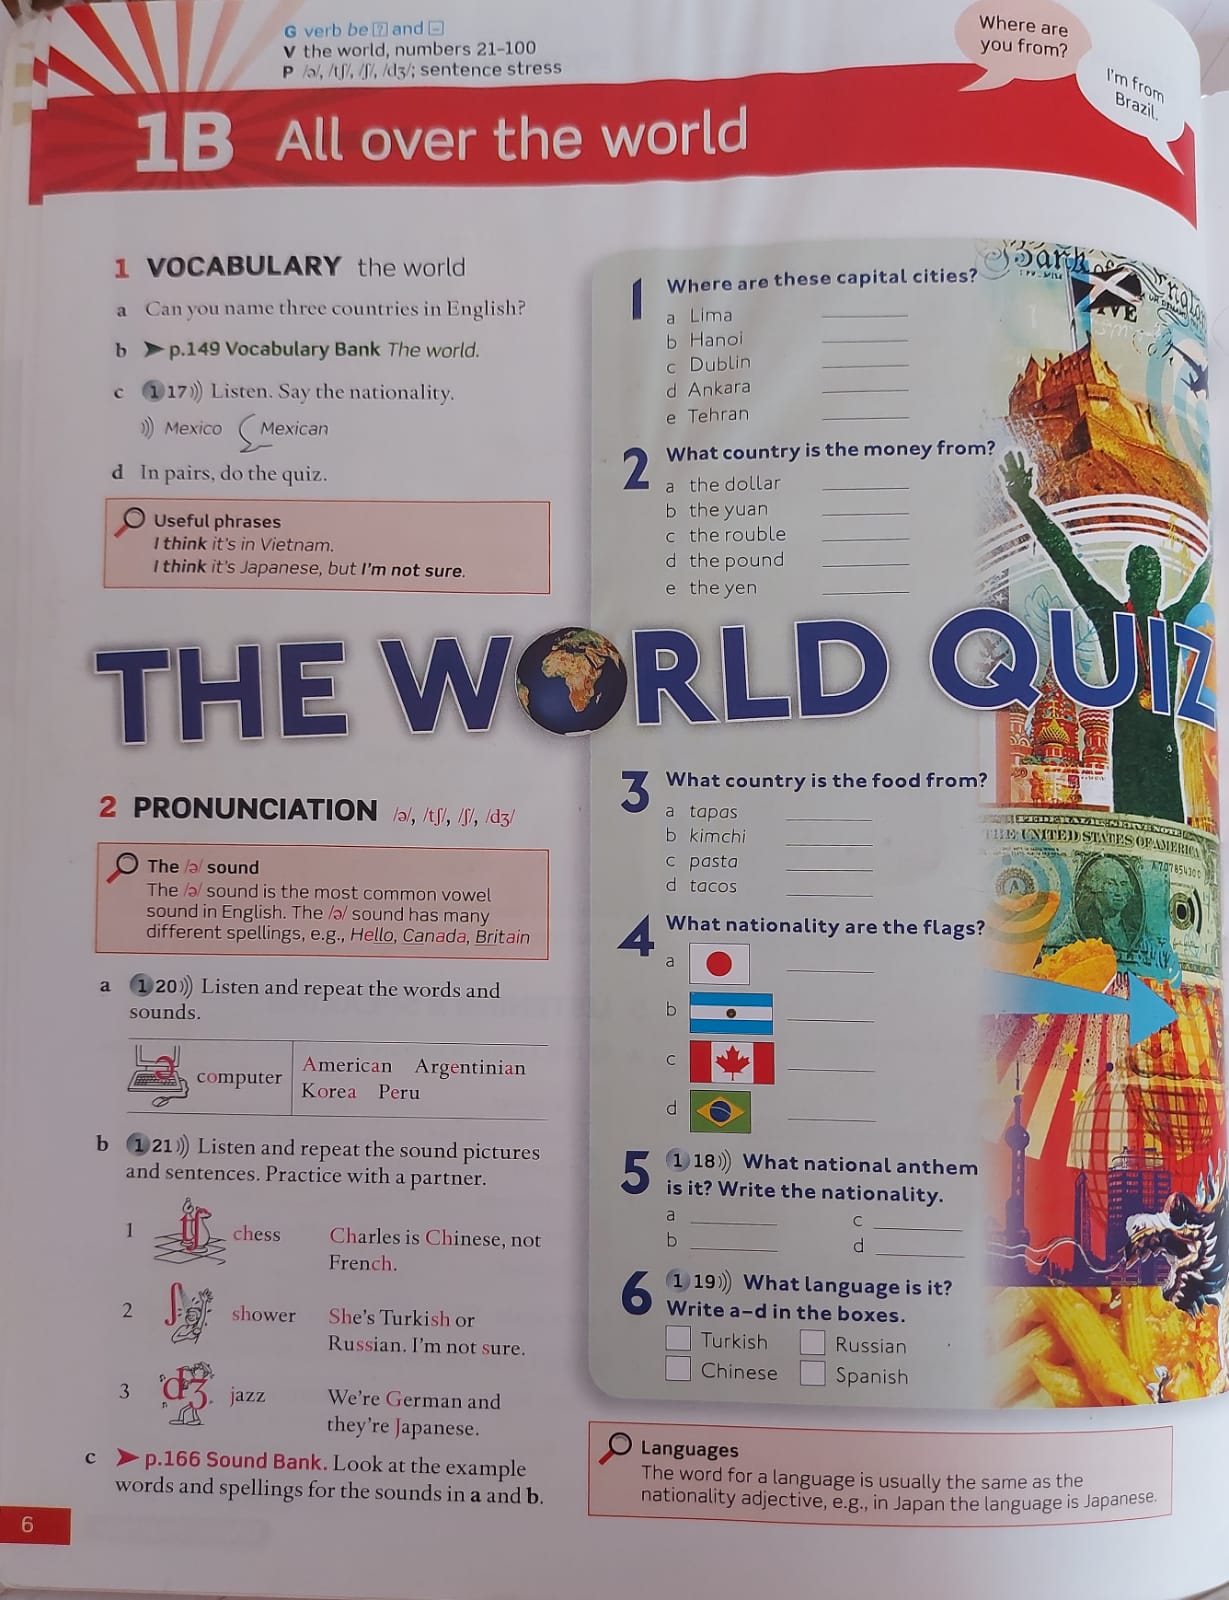 G verb be ? and –
V the world, numbers 21–100
P /ə/, /tʃ/, /ʃ/, /dʒ/; sentence stress
Where are
you from?
I'm from
Brazil.
1B All over the world
1 VOCABULARY the world
a Can you name three countries in English?
b p.149 Vocabulary Bank The world.
c 1 17 Listen. Say the nationality.
Mexico Mexican
d In pairs, do the quiz.
Useful phrases
I think it's in Vietnam.
I think it's Japanese, but I'm not sure.
1 Where are these capital cities?
a Lima
b Hanoi
c Dublin
d Ankara
e Tehran
2 What country is the money from?
a the dollar
b the yuan
c the rouble
d the pound
e the yen
THE WORLD QUIZ
2 PRONUNCIATION /ə/, /tʃ/, /ʃ/, /dʒ/
The /ə/ sound
The /ə/ sound is the most common vowel
sound in English. The /ə/ sound has many
different spellings, e.g., Hello, Canada, Britain
a 1 20 Listen and repeat the words and
sounds.
ə
computer
American Argentinian
Korea Peru
b 1 21 Listen and repeat the sound pictures
and sentences. Practice with a partner.
1 tʃ chess Charles is Chinese, not
French.
2 ʃ shower She's Turkish or
Russian. I'm not sure.
3 dʒ jazz We're German and
they're Japanese.
c p.166 Sound Bank. Look at the example
words and spellings for the sounds in a and b.
3 What country is the food from?
a tapas
b kimchi
c pasta
d tacos
4 What nationality are the flags?
a
b
c
d
5 1 18 What national anthem
is it? Write the nationality.
a c
b d
6 1 19 What language is it?
Write a–d in the boxes.
Turkish Russian
Chinese Spanish
Languages
The word for a language is usually the same as the
nationality adjective, e.g., in Japan the language is Japanese.
Bank of England
FEDERAL RESERVE NOTE
THE UNITED STATES OF AMERICA
6